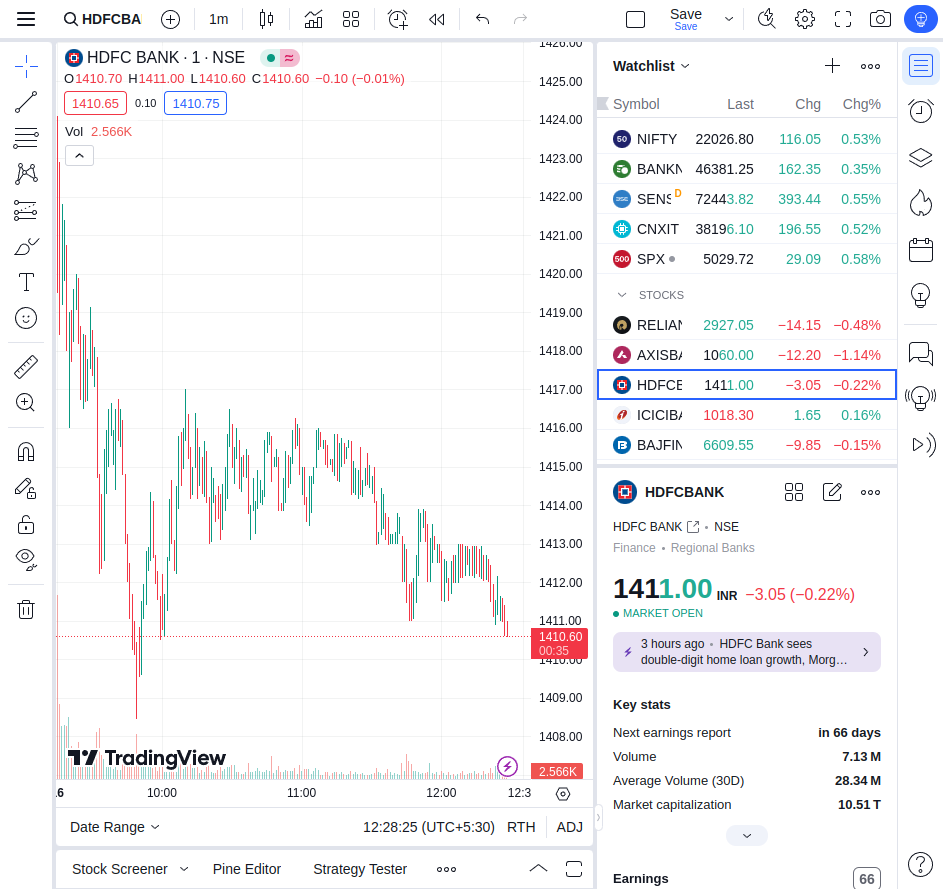 HDFCBA
1m
Save
Save
HDFC BANK · 1 · NSE
O1410.70 H1411.00 L1410.60 C1410.60 −0.10 (−0.01%)
1410.65
0.10
1410.75
Vol 2.566K
1426.00
1425.00
1424.00
1423.00
1422.00
1421.00
1420.00
1419.00
1418.00
1417.00
1416.00
1415.00
1414.00
1413.00
1412.00
1411.00
1410.60
00:35
1410.00
1409.00
1408.00
2.566K
TradingView
6 10:00 11:00 12:00 12:3
Date Range
12:28:25 (UTC+5:30) RTH ADJ
Stock Screener Pine Editor Strategy Tester
Watchlist
Symbol Last Chg Chg%
50 NIFTY 22026.80 116.05 0.53%
BANKN 46381.25 162.35 0.35%
SENS D 72443.82 393.44 0.55%
CNXIT 38196.10 196.55 0.52%
500 SPX 5029.72 29.09 0.58%
STOCKS
RELIAN 2927.05 −14.15 −0.48%
AXISBA 1060.00 −12.20 −1.14%
HDFCB 1411.00 −3.05 −0.22%
ICICIBA 1018.30 1.65 0.16%
BAJFIN 6609.55 −9.85 −0.15%
HDFCBANK
HDFC BANK • NSE
Finance • Regional Banks
1411.00 INR −3.05 (−0.22%)
MARKET OPEN
3 hours ago • HDFC Bank sees
double-digit home loan growth, Morg…
Key stats
Next earnings report in 66 days
Volume 7.13 M
Average Volume (30D) 28.34 M
Market capitalization 10.51 T
Earnings 66